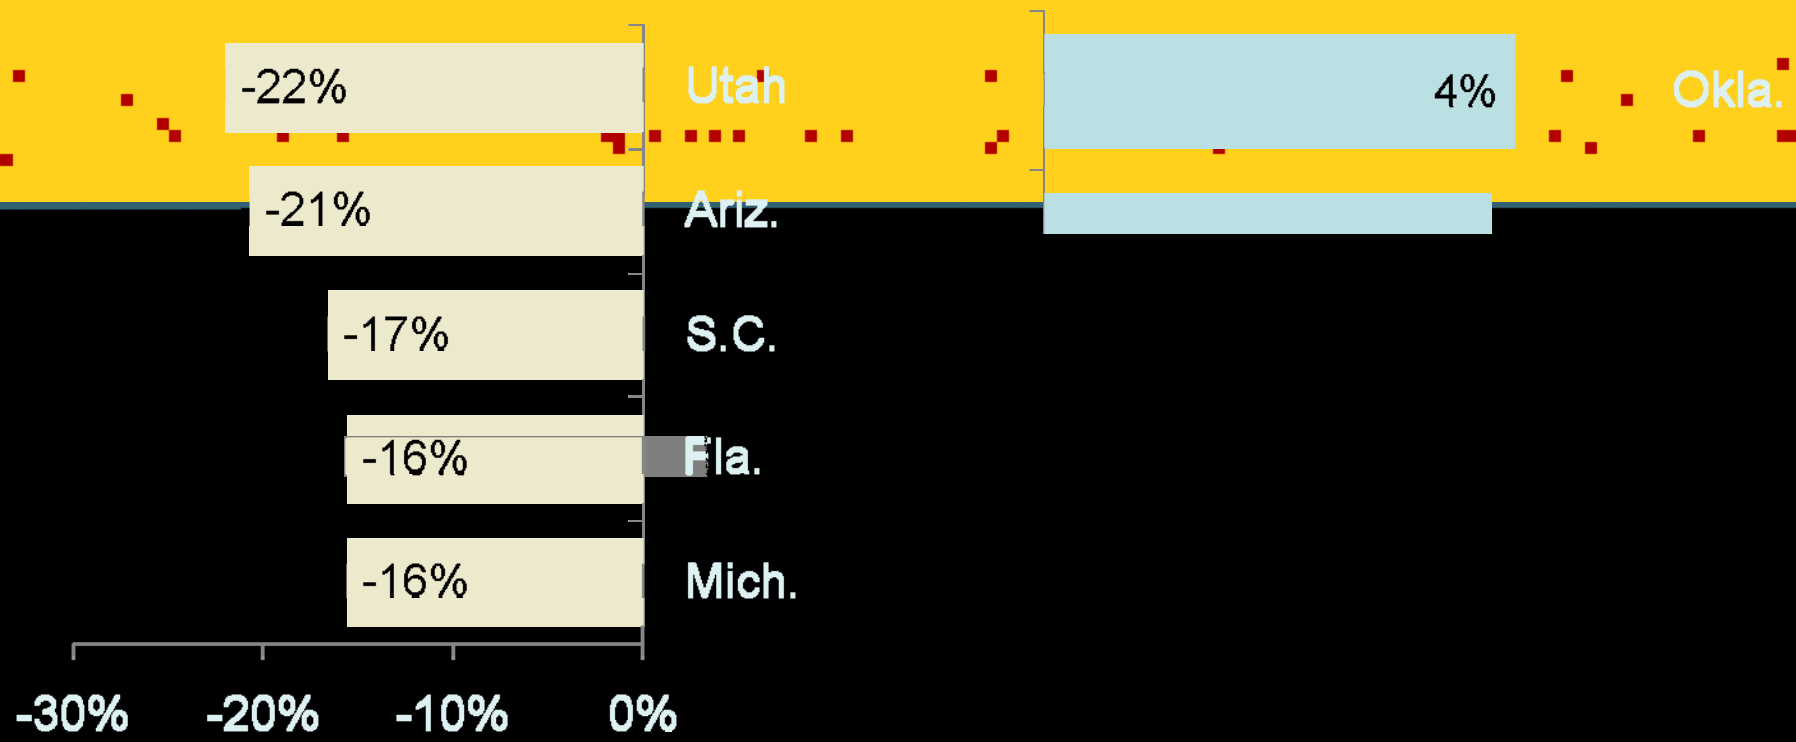 -22% Utah 4% Okla.
-21% Ariz.
-17% S.C.
-16% Fla.
-16% Mich.
-30% -20% -10% 0%